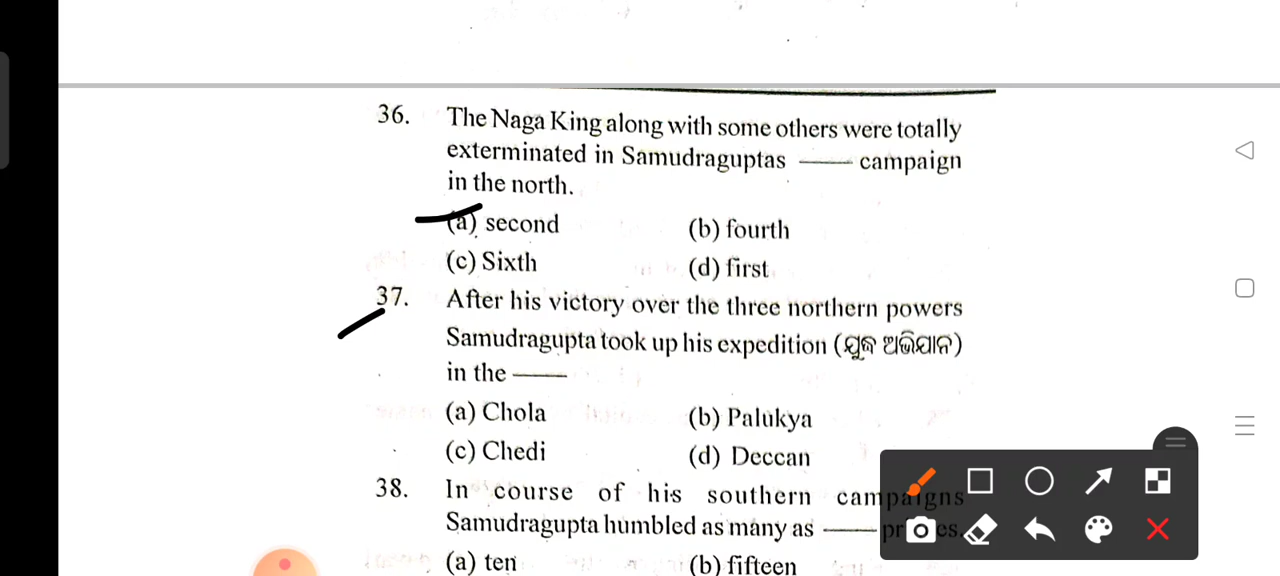 36. The Naga King along with some others were totally
exterminated in Samudraguptas —— campaign
in the north.
(a) second (b) fourth
(c) Sixth (d) first
37. After his victory over the three northern powers
Samudragupta took up his expedition (ଯୁଦ୍ଧ ଅଭିଯାନ)
in the ——
(a) Chola (b) Palukya
(c) Chedi (d) Deccan
38. In course of his southern campaigns
Samudragupta humbled as many as ——
(a) ten (b) fifteen